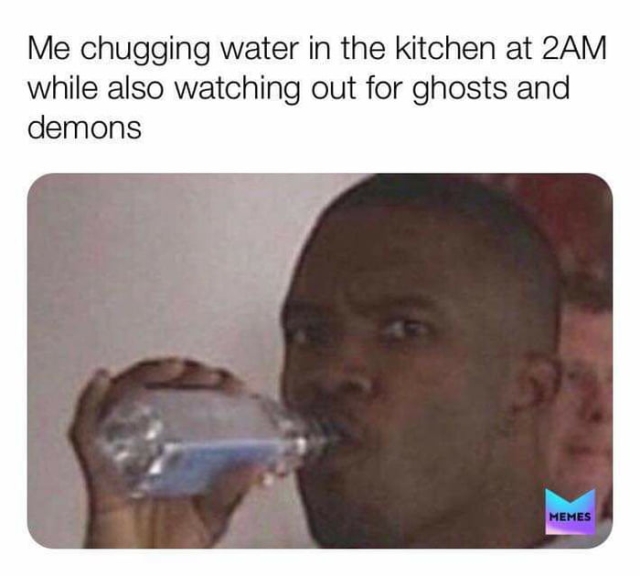 Me chugging water in the kitchen at 2AM
while also watching out for ghosts and
demons
MEMES